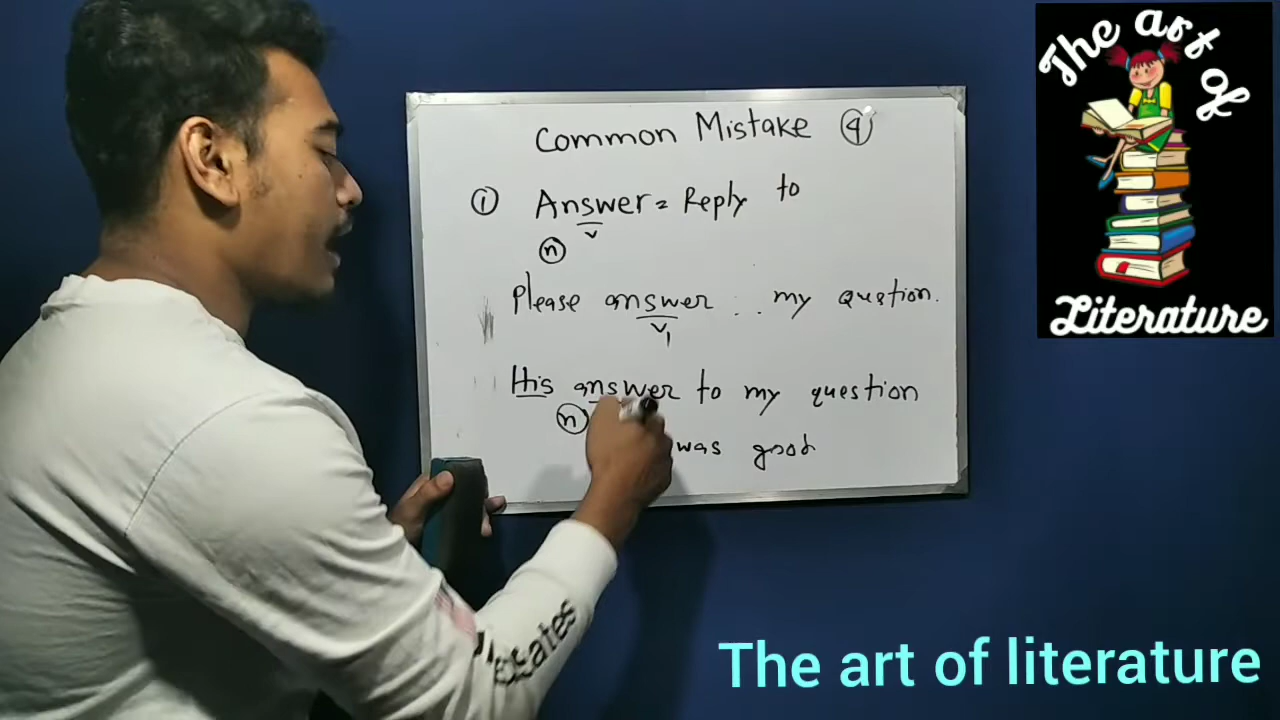 The art of
Literature
Common Mistake ④
① Answer = Reply to
v
ⓝ
Please answer .. my qustion.
v₁
His answer to my question
ⓝ
was good
The art of literature